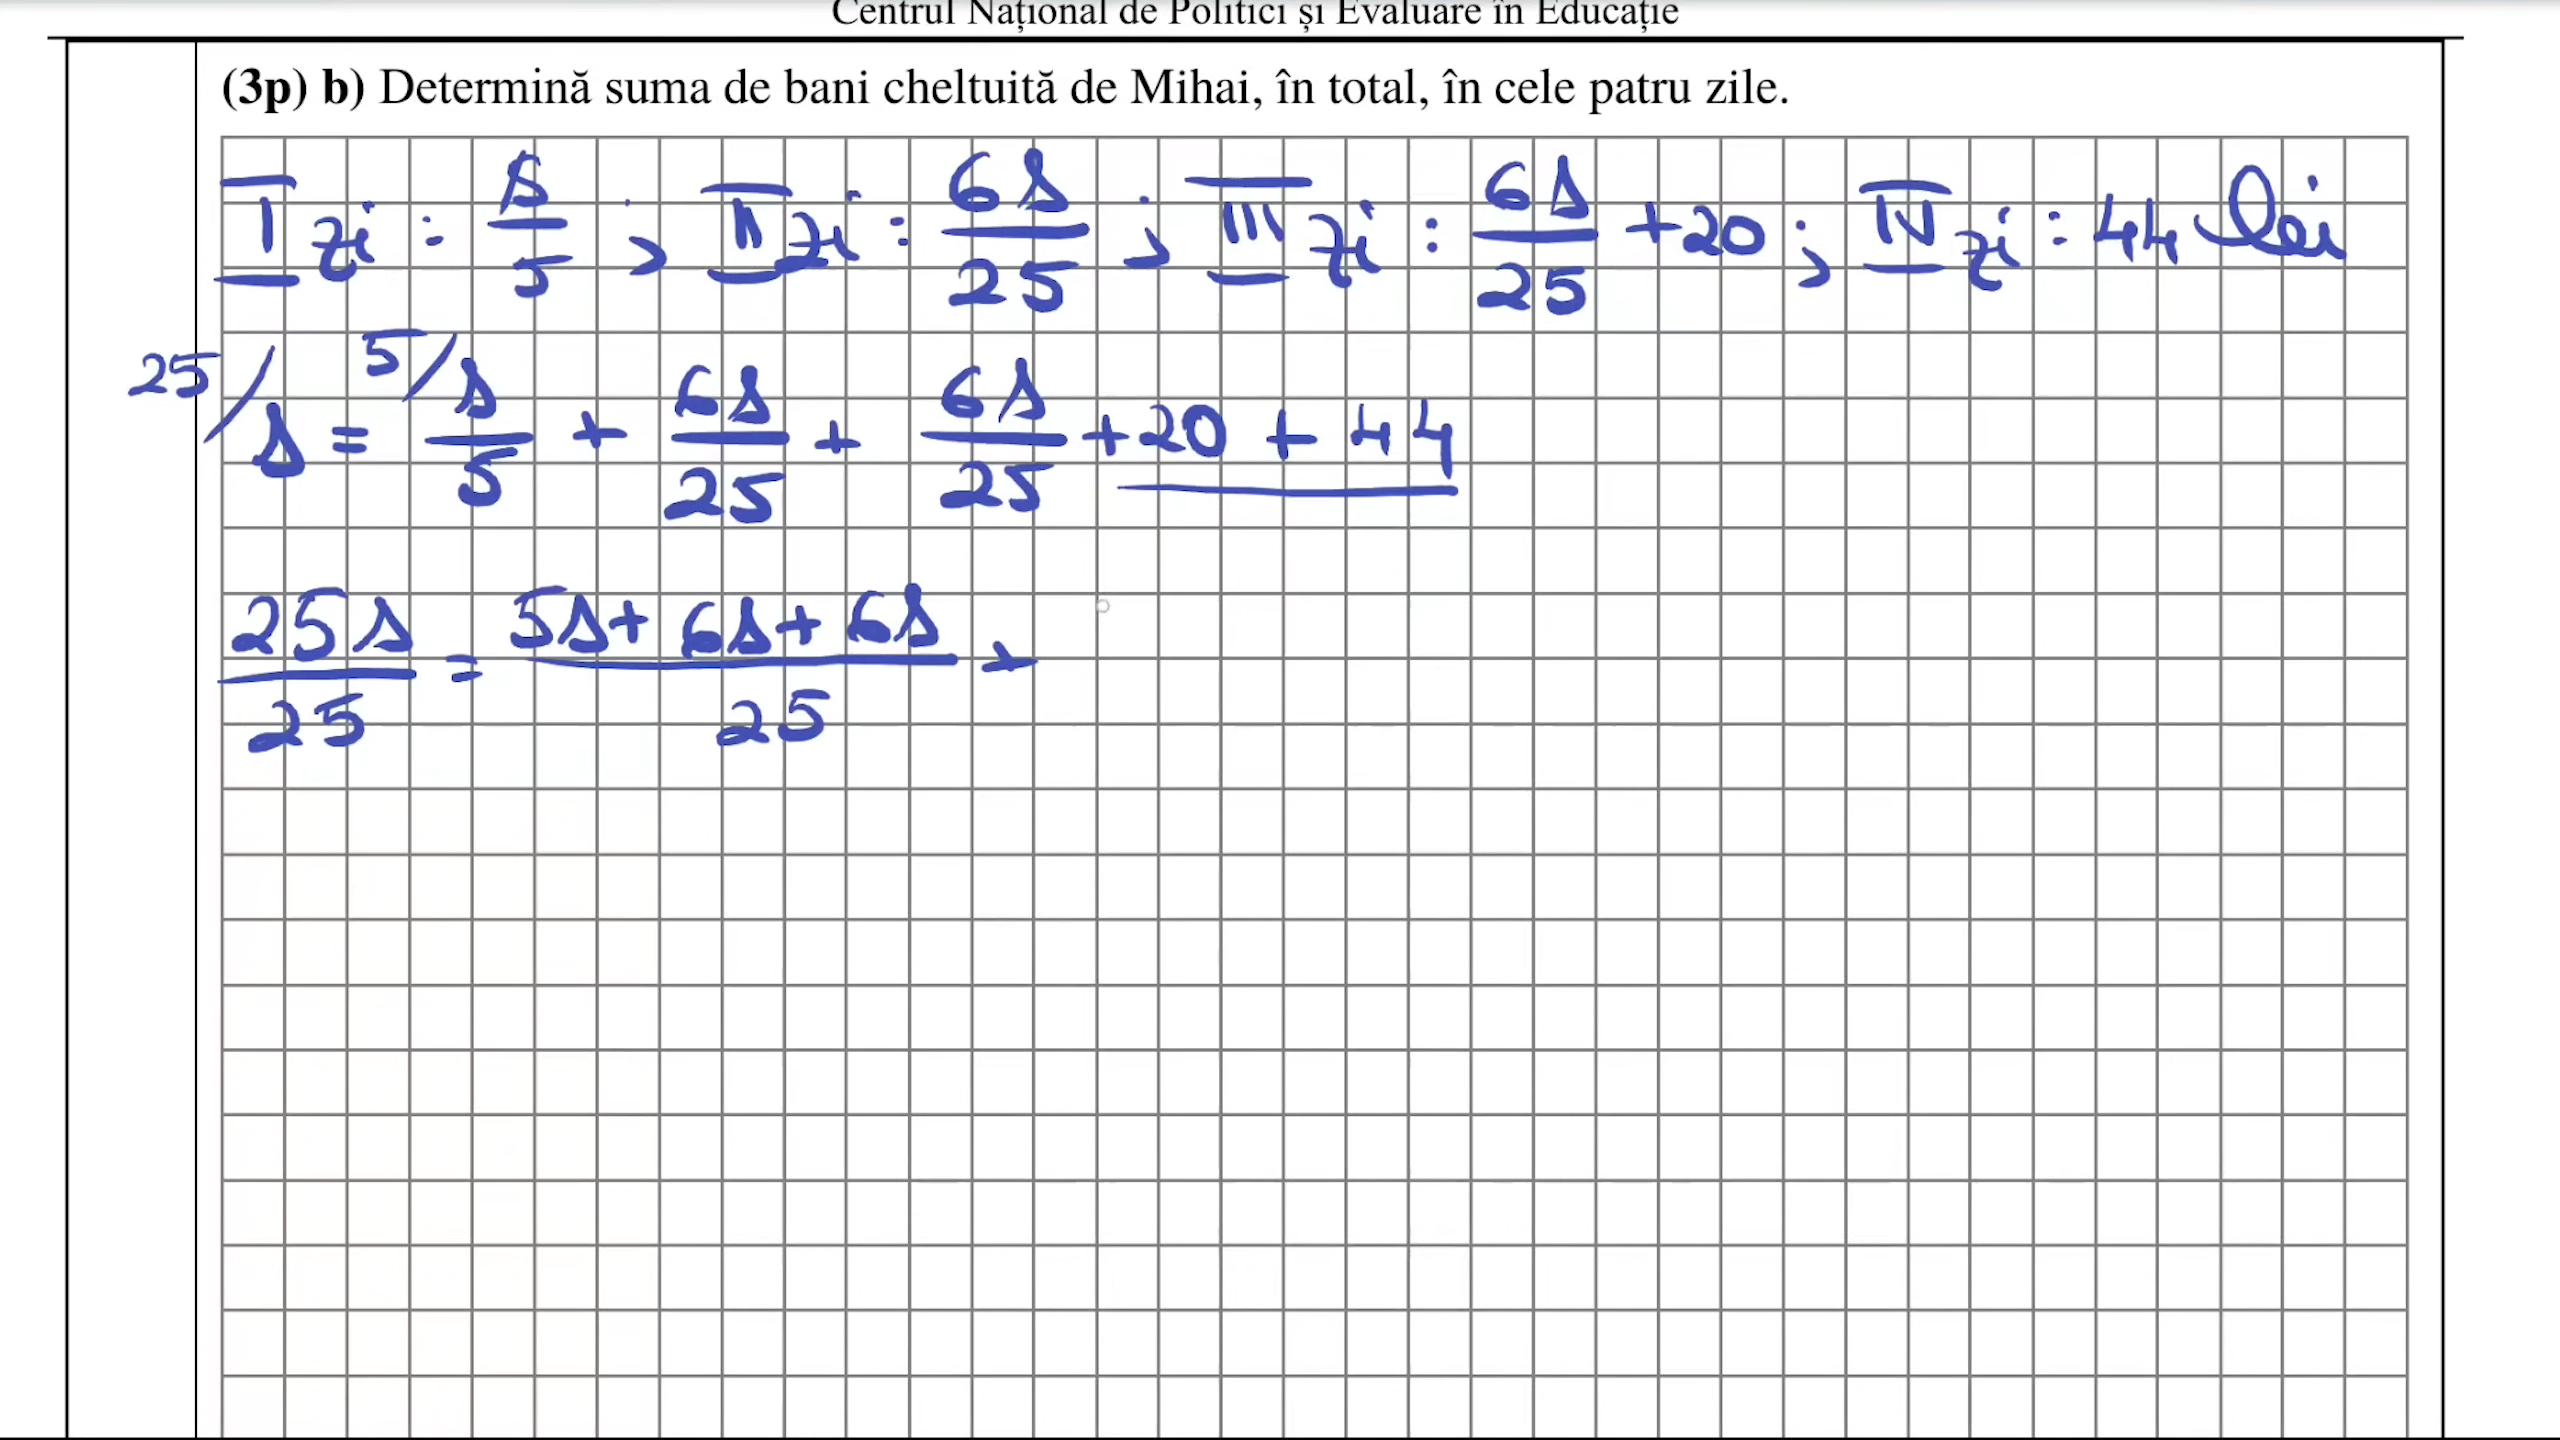 Centrul Național de Politici și Evaluare în Educație
(3p) b) Determină suma de bani cheltuită de Mihai, în total, în cele patru zile.
I zi : s/5 ; II zi : 6s/25 ; III zi : 6s/25 +20 ; IV zi : 44 lei
25/ s = 5/ s/5 + 6s/25 + 6s/25 +20 + 44
25s/25 = 5s+ 6s+ 6s/25 +